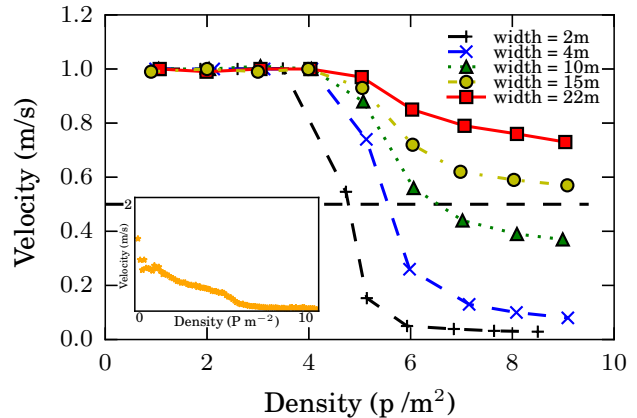 1.2
1.0
0.8
0.6
0.4
0.2
0.0
0
2
4
6
8
10
Velocity (m/s)
Density (p /m²)
width = 2m
width = 4m
width = 10m
width = 15m
width = 22m
2
Velocity (m/s)
0
10
Density (P m⁻²)